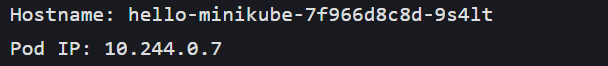 Hostname: hello-minikube-7f966d8c8d-9s4lt
Pod IP: 10.244.0.7